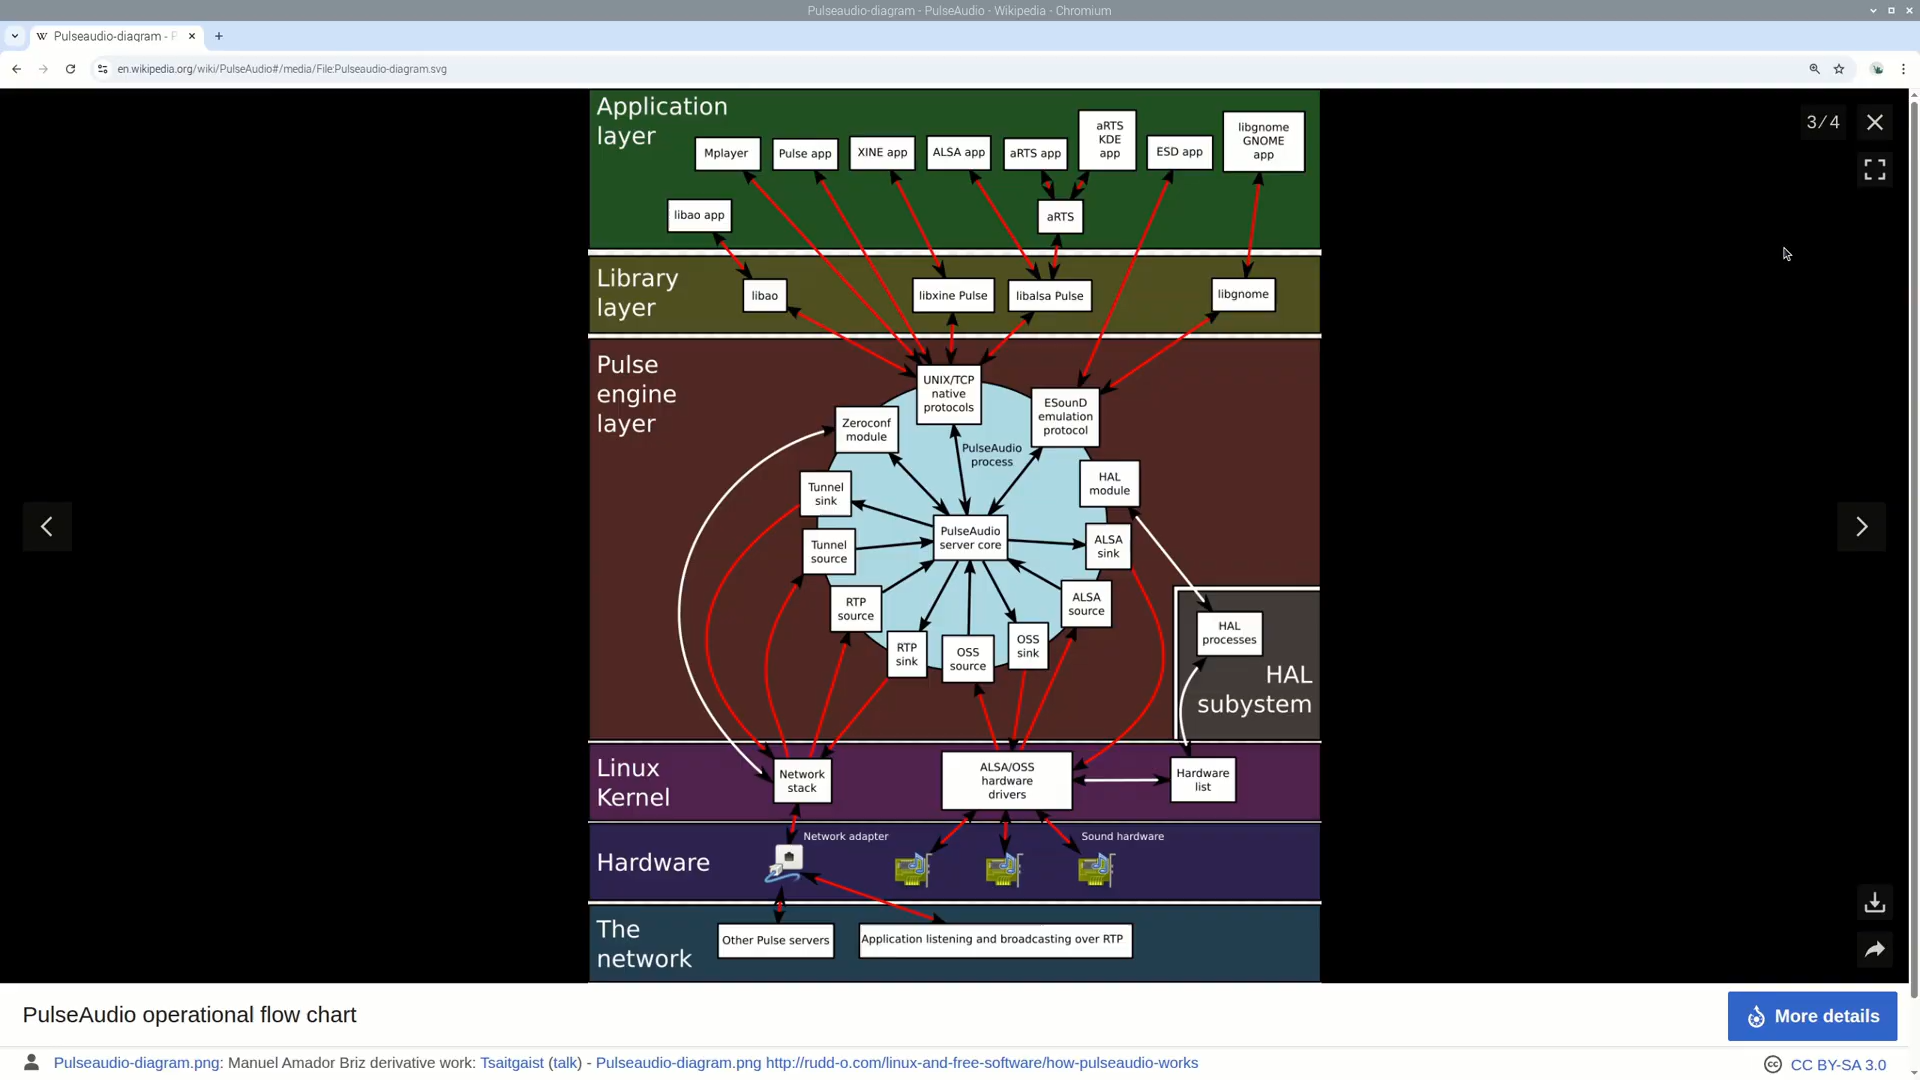 Pulseaudio-diagram - PulseAudio - Wikipedia - Chromium
Pulseaudio-diagram - P
en.wikipedia.org/wiki/PulseAudio#/media/File:Pulseaudio-diagram.svg
3/4
Application
layer
Mplayer
Pulse app
XINE app
ALSA app
aRTS app
aRTS
KDE
app
ESD app
libgnome
GNOME
app
libao app
aRTS
Library
layer
libao
libxine Pulse
libalsa Pulse
libgnome
Pulse
engine
layer
UNIX/TCP
native
protocols
ESounD
emulation
protocol
Zeroconf
module
PulseAudio
process
HAL
module
Tunnel
sink
PulseAudio
server core
ALSA
sink
Tunnel
source
RTP
source
ALSA
source
RTP
sink
OSS
source
OSS
sink
HAL
processes
HAL
subystem
Linux
Kernel
Network
stack
ALSA/OSS
hardware
drivers
Hardware
list
Hardware
Network adapter
Sound hardware
The
network
Other Pulse servers
Application listening and broadcasting over RTP
PulseAudio operational flow chart
More details
Pulseaudio-diagram.png: Manuel Amador Briz derivative work: Tsaitgaist (talk) - Pulseaudio-diagram.png http://rudd-o.com/linux-and-free-software/how-pulseaudio-works
CC BY-SA 3.0